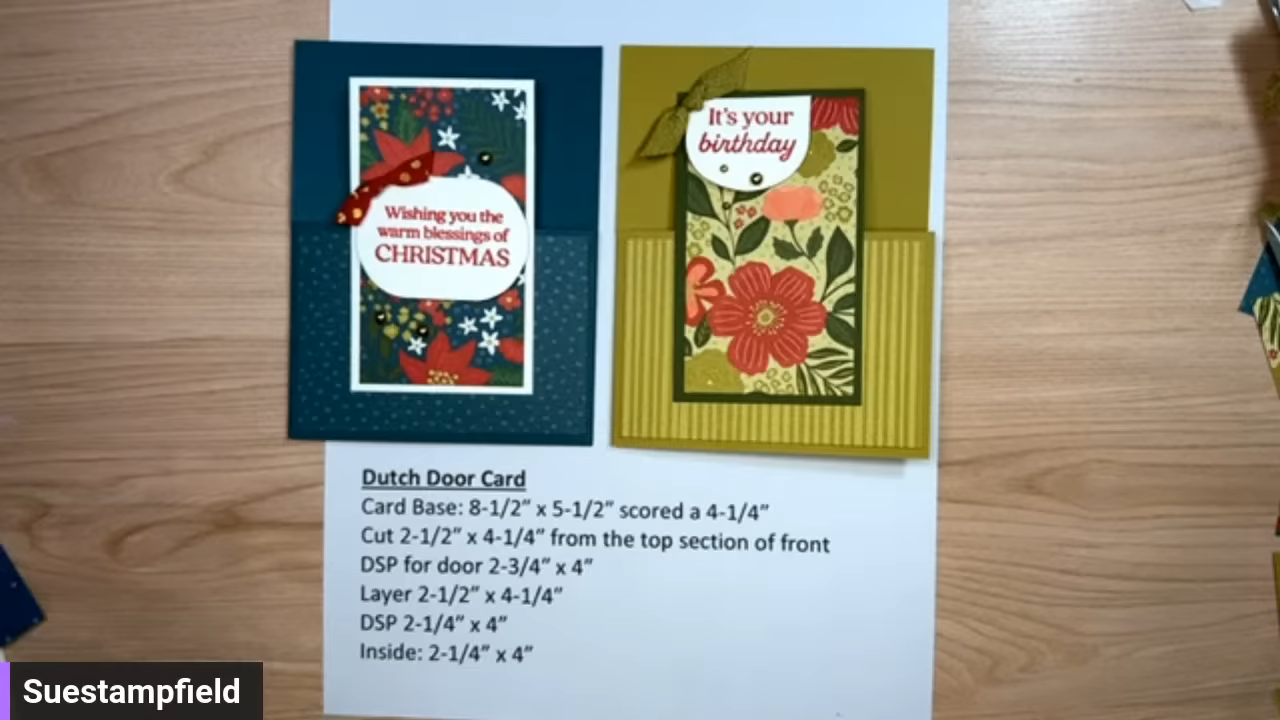 Wishing you the
warm blessings of
CHRISTMAS
It's your
birthday
Dutch Door Card
Card Base: 8-1/2" x 5-1/2" scored a 4-1/4"
Cut 2-1/2" x 4-1/4" from the top section of front
DSP for door 2-3/4" x 4"
Layer 2-1/2" x 4-1/4"
DSP 2-1/4" x 4"
Inside: 2-1/4" x 4"
Suestampfield